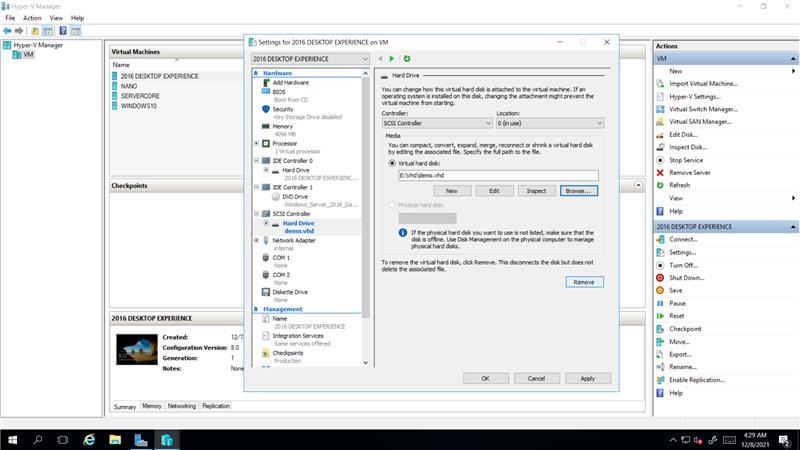 Hyper-V Manager
File Action View Help
Hyper-V Manager
VM
Virtual Machines
Name
2016 DESKTOP EXPERIENCE
NANO
SERVERCORE
WINDOWS10
Checkpoints
2016 DESKTOP EXPERIENCE
Created: 12/7
Configuration Version: 8.0
Generation: 1
Notes: None
Summary Memory Networking Replication
Settings for 2016 DESKTOP EXPERIENCE on VM
2016 DESKTOP EXPERIENCE
Hardware
Add Hardware
BIOS
Boot from CD
Security
Key Storage Drive disabled
Memory
4096 MB
Processor
1 Virtual processor
IDE Controller 0
Hard Drive
2016 DESKTOP EXPERIENC...
IDE Controller 1
DVD Drive
Windows_Server_2016_Da...
SCSI Controller
Hard Drive
demo.vhd
Network Adapter
internal
COM 1
None
COM 2
None
Diskette Drive
None
Management
Name
2016 DESKTOP EXPERIENCE
Integration Services
Some services offered
Checkpoints
Production
Hard Drive
You can change how this virtual hard disk is attached to the virtual machine. If an
operating system is installed on this disk, changing the attachment might prevent the
virtual machine from starting.
Controller: Location:
SCSI Controller 0 (in use)
Media
You can compact, convert, expand, merge, reconnect or shrink a virtual hard disk
by editing the associated file. Specify the full path to the file.
Virtual hard disk:
E:\vhd\demo.vhd
New Edit Inspect Browse...
Physical hard disk:
If the physical hard disk you want to use is not listed, make sure that the
disk is offline. Use Disk Management on the physical computer to manage
physical hard disks.
To remove the virtual hard disk, click Remove. This disconnects the disk but does not
delete the associated file.
Remove
OK Cancel Apply
Actions
VM
New
Import Virtual Machine...
Hyper-V Settings...
Virtual Switch Manager...
Virtual SAN Manager...
Edit Disk...
Inspect Disk...
Stop Service
Remove Server
Refresh
View
Help
2016 DESKTOP EXPERIENCE
Connect...
Settings...
Turn Off...
Shut Down...
Save
Pause
Reset
Checkpoint
Move...
Export...
Rename...
Enable Replication...
Help
4:29 AM
12/8/2021